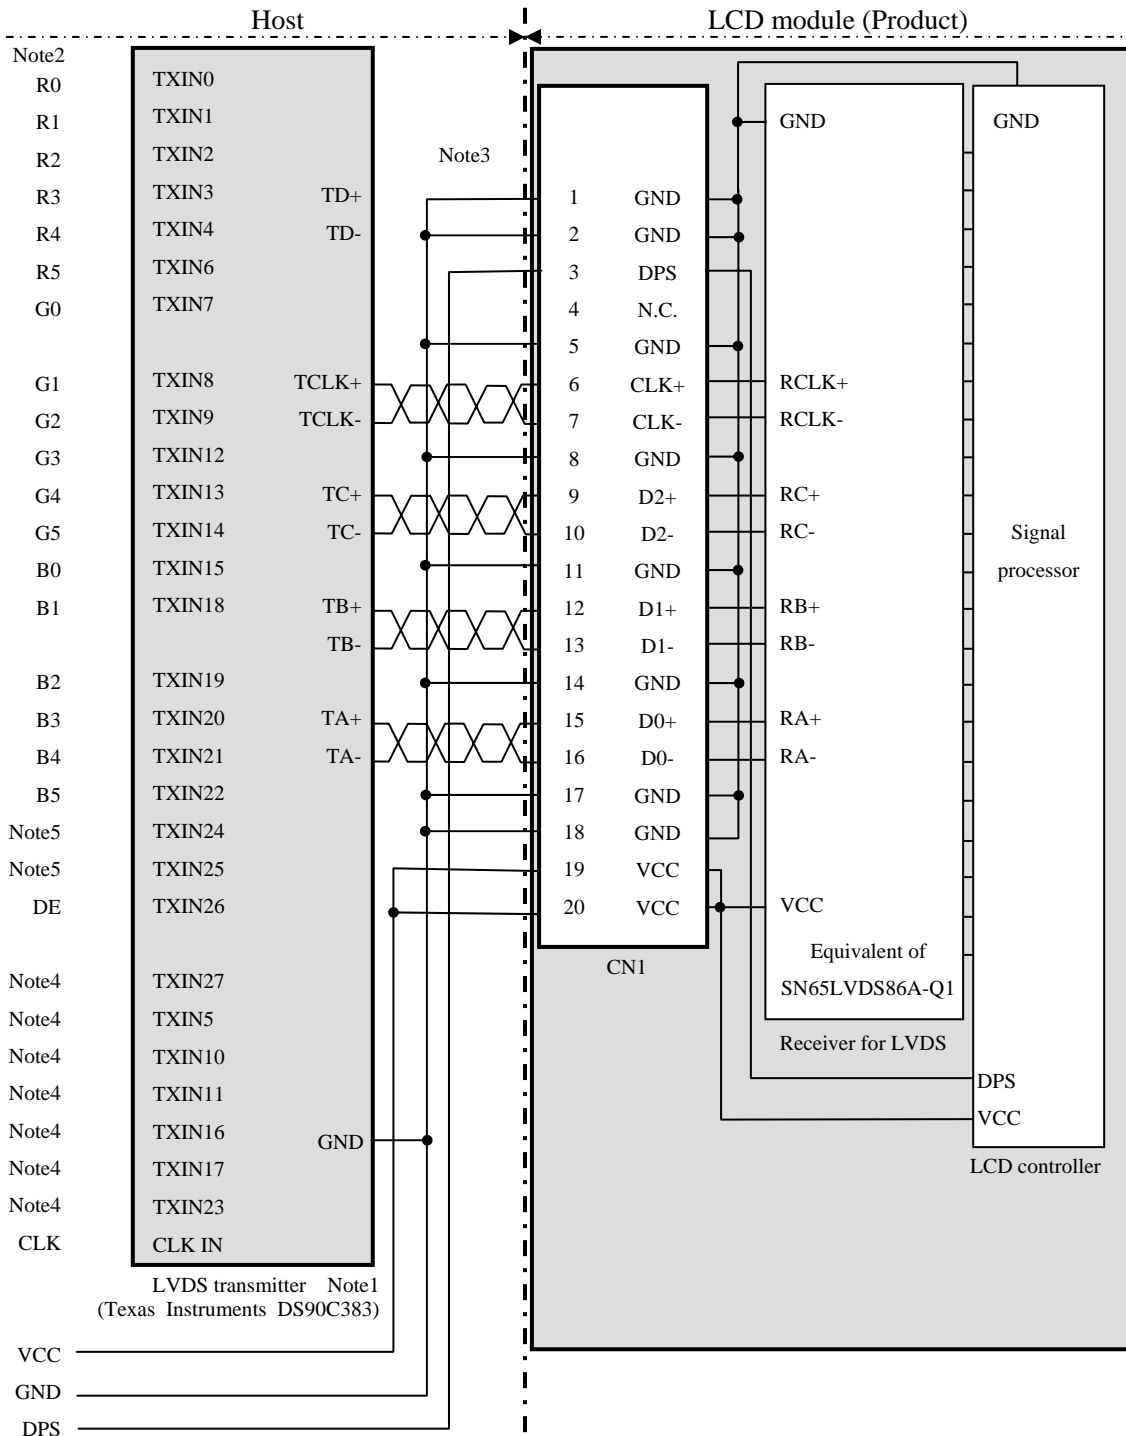 Host LCD module (Product)
Note2
R0 TXIN0
R1 TXIN1 GND GND
R2 TXIN2 Note3
R3 TXIN3 TD+ 1 GND
R4 TXIN4 TD- 2 GND
R5 TXIN6 3 DPS
G0 TXIN7 4 N.C.
5 GND
G1 TXIN8 TCLK+ 6 CLK+ RCLK+
G2 TXIN9 TCLK- 7 CLK- RCLK-
G3 TXIN12 8 GND
G4 TXIN13 TC+ 9 D2+ RC+
G5 TXIN14 TC- 10 D2- RC- Signal
B0 TXIN15 11 GND processor
B1 TXIN18 TB+ 12 D1+ RB+
TB- 13 D1- RB-
B2 TXIN19 14 GND
B3 TXIN20 TA+ 15 D0+ RA+
B4 TXIN21 TA- 16 D0- RA-
B5 TXIN22 17 GND
Note5 TXIN24 18 GND
Note5 TXIN25 19 VCC
DE TXIN26 20 VCC VCC
Equivalent of
CN1
Note4 TXIN27 SN65LVDS86A-Q1
Note4 TXIN5
Receiver for LVDS
Note4 TXIN10
DPS
Note4 TXIN11
VCC
Note4 TXIN16 GND
Note4 TXIN17 LCD controller
Note4 TXIN23
CLK CLK IN
LVDS transmitter Note1
(Texas Instruments DS90C383)
VCC
GND
DPS